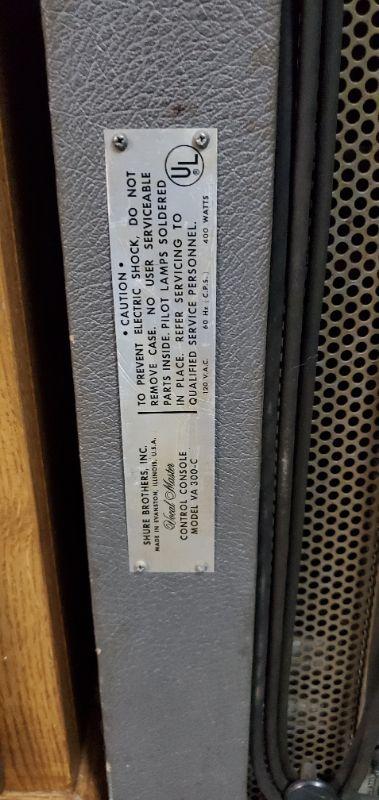 SHURE BROTHERS, INC.
MADE IN EVANSTON, ILLINOIS, U.S.A.
Vocal Master
CONTROL CONSOLE
MODEL VA 300-C
• CAUTION •
TO PREVENT ELECTRIC SHOCK, DO NOT
REMOVE CASE. NO USER SERVICEABLE
PARTS INSIDE. PILOT LAMPS SOLDERED
IN PLACE. REFER SERVICING TO
QUALIFIED SERVICE PERSONNEL.
120 V.A.C. 60 Hz (C.P.S.) 400 WATTS
UL ®